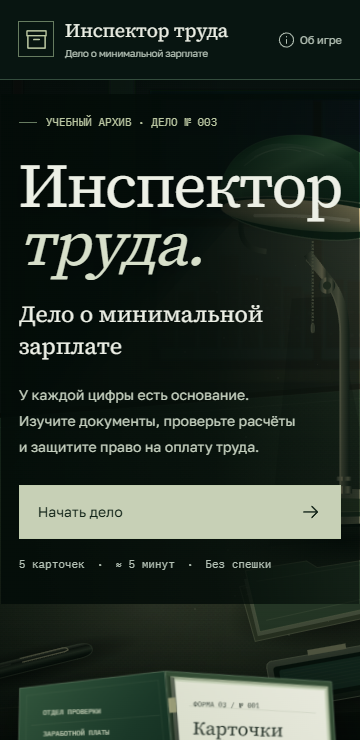 Инспектор труда
Дело о минимальной зарплате
Об игре
УЧЕБНЫЙ АРХИВ · ДЕЛО № 003
Инспектор
труда.
Дело о минимальной
зарплате
У каждой цифры есть основание.
Изучите документы, проверьте расчёты
и защитите право на оплату труда.
Начать дело
5 карточек · ≈ 5 минут · Без спешки
ОТДЕЛ ПРОВЕРКИ
ЗАРАБОТНОЙ ПЛАТЫ
ФОРМА 02 / № 001
Карточки